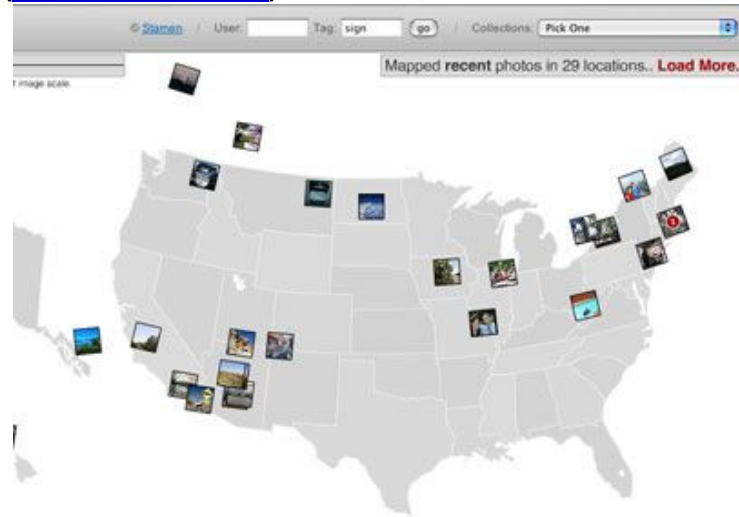 © Stamen / User: Tag: sign go / Collections: Pick One
Mapped recent photos in 29 locations.. Load More.
t image scale.